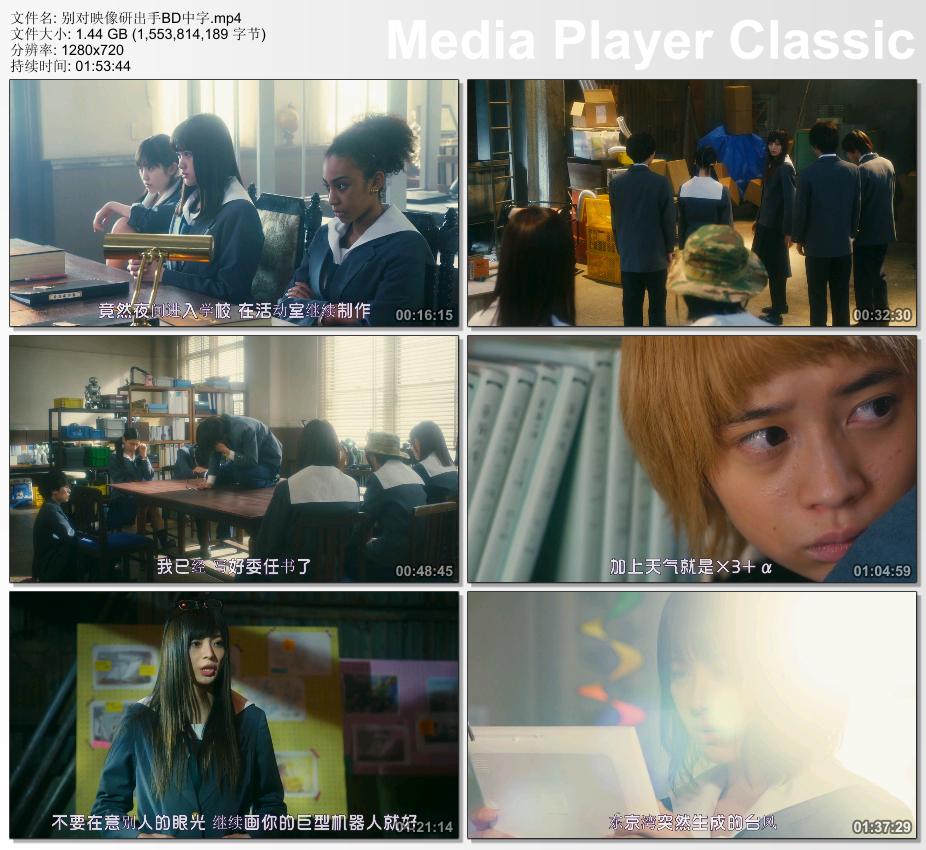 文件名: 别对映像研出手BD中字.mp4
Media Player Classic
文件大小: 1.44 GB (1,553,814,189 字节)
分辨率: 1280x720
持续时间: 01:53:44
竟然夜间进入学校 在活动室继续制作
00:16:15
00:32:30
我已经 写好委任书了
00:48:45
加上天气就是×3+α
01:04:59
不要在意别人的眼光 继续画你的巨型机器人就好
01:21:14
东京湾突然生成的台风
01:37:29